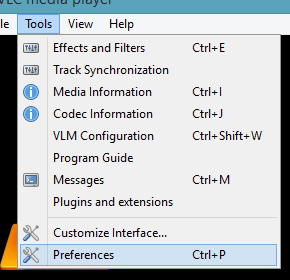 VLC media player
le Tools View Help
Effects and Filters Ctrl+E
Track Synchronization
Media Information Ctrl+I
Codec Information Ctrl+J
VLM Configuration Ctrl+Shift+W
Program Guide
Messages Ctrl+M
Plugins and extensions
Customize Interface...
Preferences Ctrl+P